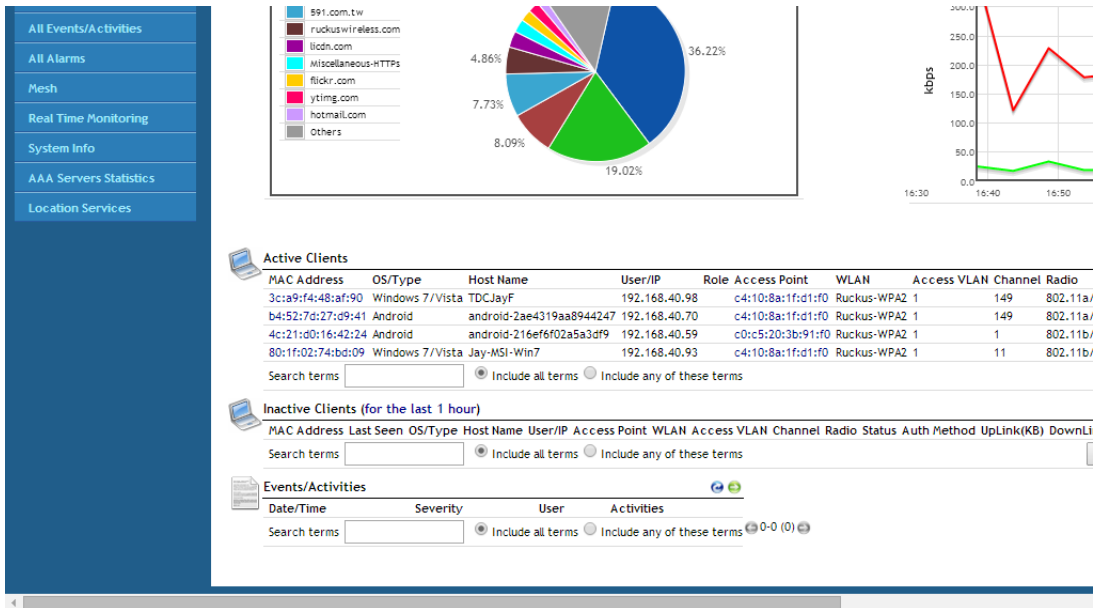 All Events/Activities
All Alarms
Mesh
Real Time Monitoring
System Info
AAA Servers Statistics
Location Services
591.com.tw
ruckuswireless.com
licdn.com
Miscellaneous-HTTPs
flickr.com
ytimg.com
hotmail.com
Others
36.22%
4.86%
7.73%
8.09%
19.02%
kbps
300.0
250.0
200.0
150.0
100.0
50.0
0.0
16:30 16:40 16:50
Active Clients
MAC Address OS/Type Host Name User/IP Role Access Point WLAN Access VLAN Channel Radio
3c:a9:f4:48:af:90 Windows 7/Vista TDCJayF 192.168.40.98 c4:10:8a:1f:d1:f0 Ruckus-WPA2 1 149 802.11a/
b4:52:7d:27:d9:41 Android android-2ae4319aa8944247 192.168.40.70 c4:10:8a:1f:d1:f0 Ruckus-WPA2 1 149 802.11a/
4c:21:d0:16:42:24 Android android-216ef6f02a5a3df9 192.168.40.59 c0:c5:20:3b:91:f0 Ruckus-WPA2 1 1 802.11b/
80:1f:02:74:bd:09 Windows 7/Vista Jay-MSI-Win7 192.168.40.93 c4:10:8a:1f:d1:f0 Ruckus-WPA2 1 11 802.11b/
Search terms Include all terms Include any of these terms
Inactive Clients (for the last 1 hour)
MAC Address Last Seen OS/Type Host Name User/IP Access Point WLAN Access VLAN Channel Radio Status Auth Method UpLink(KB) DownLi
Search terms Include all terms Include any of these terms
Events/Activities
Date/Time Severity User Activities
Search terms Include all terms Include any of these terms 0-0 (0)